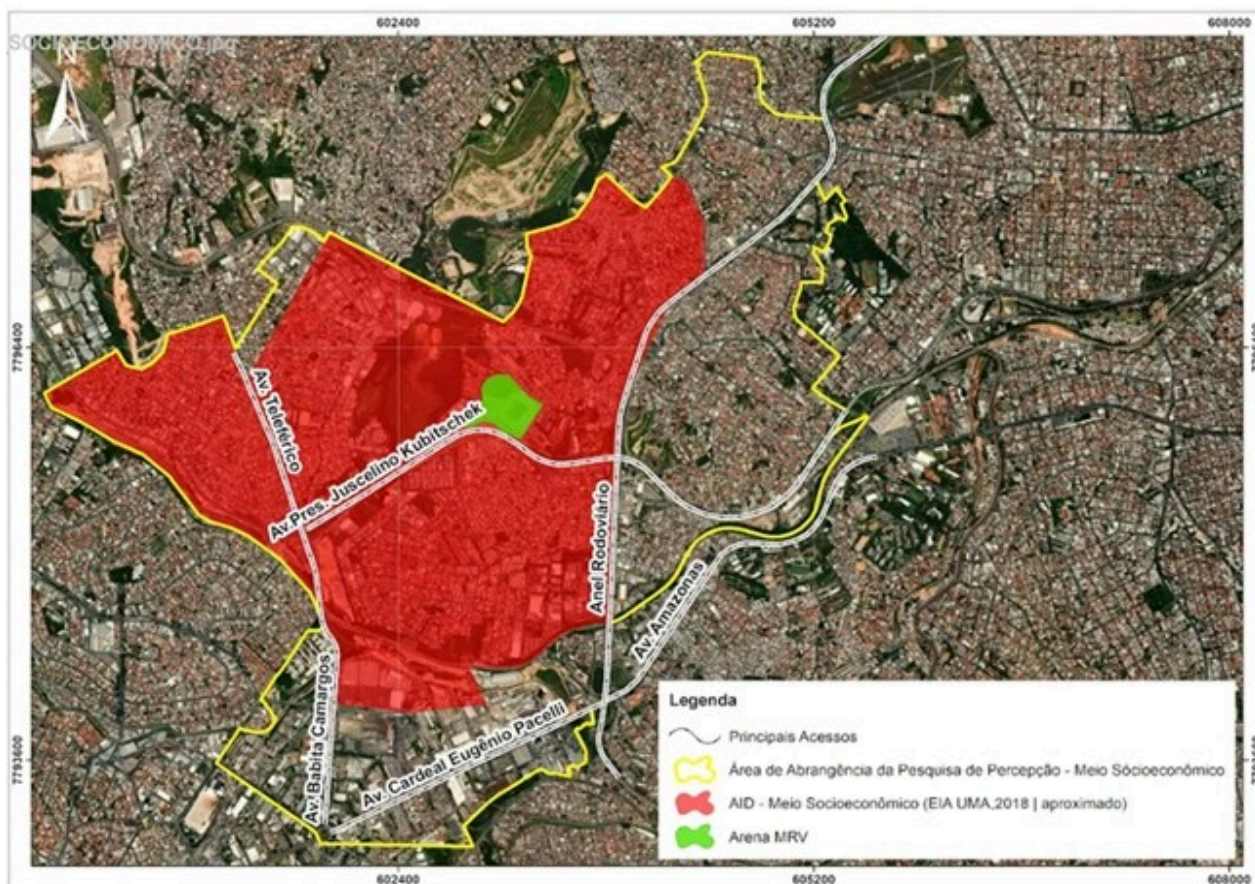 602400
605200
608000
SOCIOECONOMICO.jpg
N
7796400
Av. Teleférico
Av.Pres. Juscelino Kubitschek
Anel Rodoviário
Av. Amazonas
Av. Babita Camargos
Av. Cardeal Eugênio Pacelli
7793600
Legenda
Principais Acessos
Área de Abrangência da Pesquisa de Percepção - Meio Sócioeconômico
AID - Meio Socioeconômico (EIA UMA,2018 | aproximado)
Arena MRV
602400
605200
608000